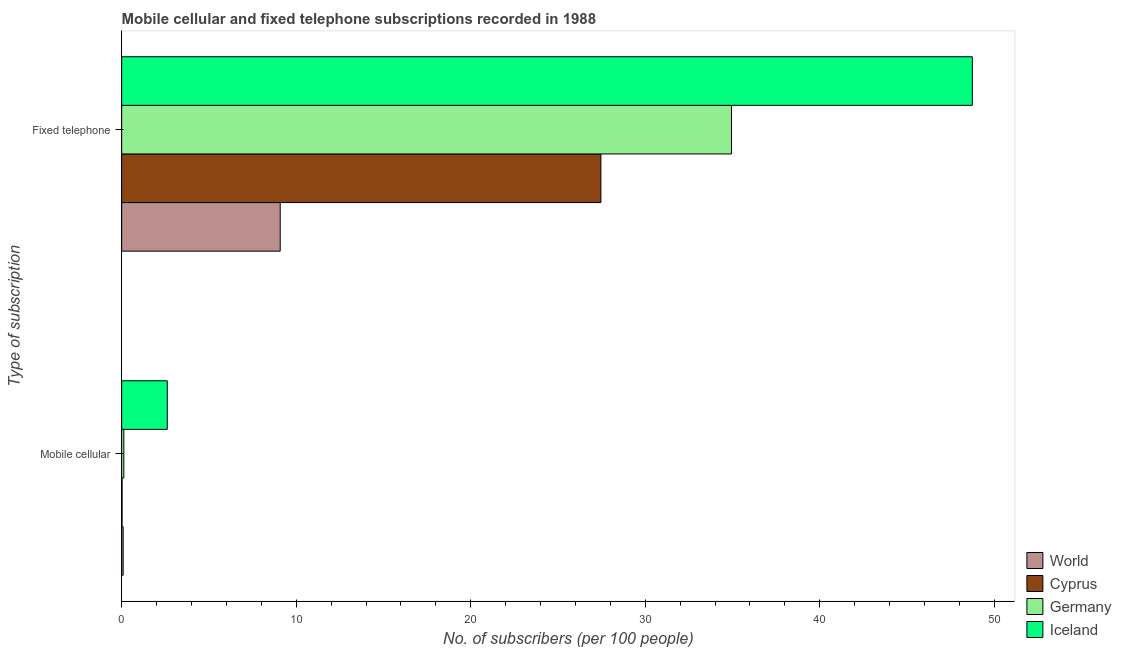 Mobile cellular and fixed telephone subscriptions recorded in 1988
Fixed telephone
Mobile cellular
Type of subscription
0
10
20
30
40
50
No. of subscribers (per 100 people)
World
Cyprus
Germany
Iceland